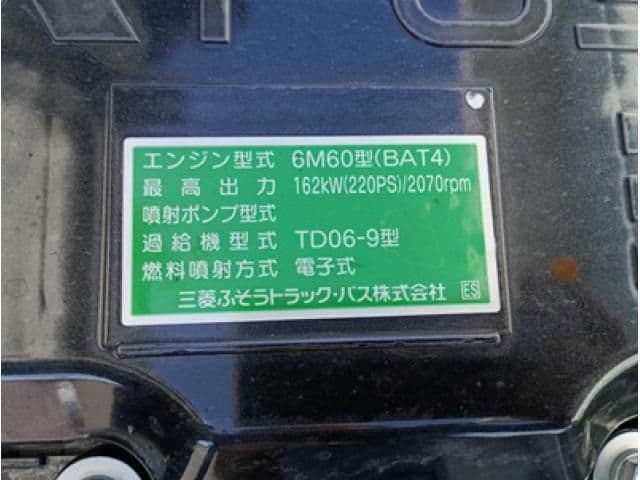 エンジン型式 6M60型(BAT4)
最高出力 162kW(220PS)/2070rpm
噴射ポンプ型式
過給機型式 TD06-9型
燃料噴射方式 電子式
三菱ふそうトラック・バス株式会社 ES